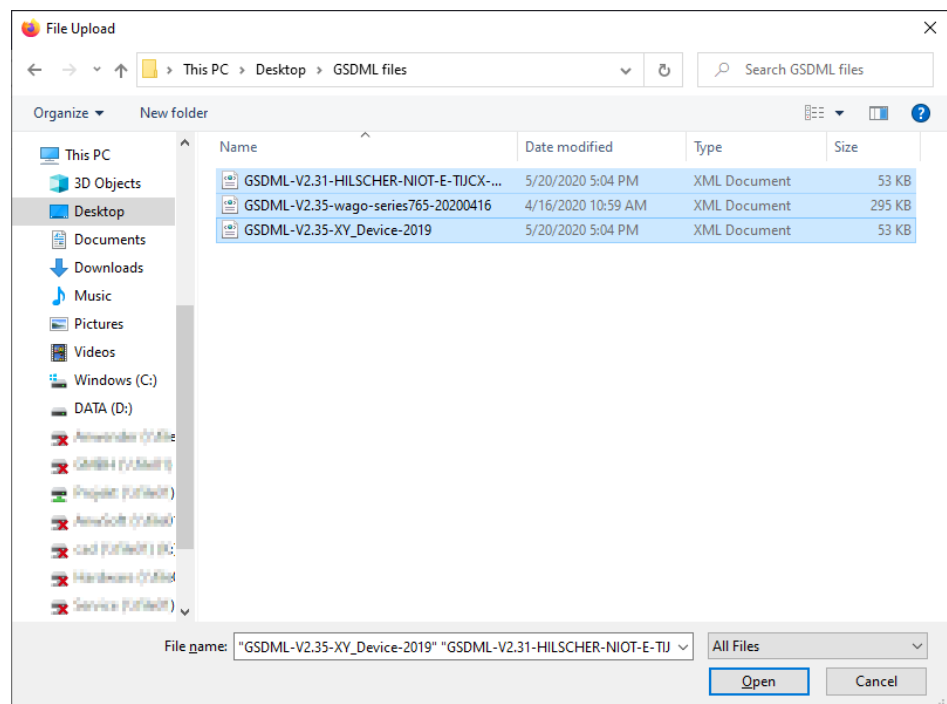 File Upload
This PC > Desktop > GSDML files
Search GSDML files
Organize
New folder
?
Name
Date modified
Type
Size
GSDML-V2.31-HILSCHER-NIOT-E-TIJCX-... 5/20/2020 5:04 PM XML Document 53 KB
GSDML-V2.35-wago-series765-20200416 4/16/2020 10:59 AM XML Document 295 KB
GSDML-V2.35-XY_Device-2019 5/20/2020 5:04 PM XML Document 53 KB
This PC
3D Objects
Desktop
Documents
Downloads
Music
Pictures
Videos
Windows (C:)
DATA (D:)
File name: "GSDML-V2.35-XY_Device-2019" "GSDML-V2.31-HILSCHER-NIOT-E-TIJ
All Files
Open
Cancel